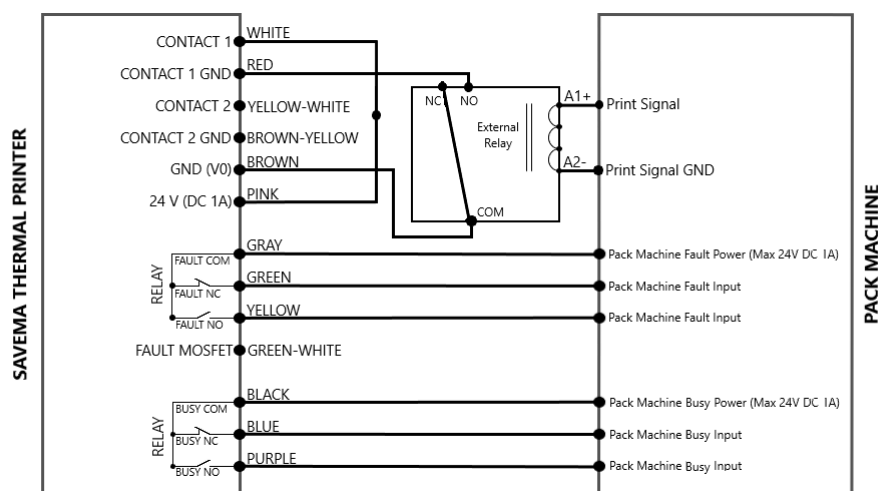 SAVEMA THERMAL PRINTER
PACK MACHINE
CONTACT 1 WHITE
CONTACT 1 GND RED
CONTACT 2 YELLOW-WHITE
CONTACT 2 GND BROWN-YELLOW
GND (V0) BROWN
24 V (DC 1A) PINK
NC NO
External
Relay
COM
A1+ Print Signal
A2- Print Signal GND
RELAY
FAULT COM GRAY Pack Machine Fault Power (Max 24V DC 1A)
FAULT NC GREEN Pack Machine Fault Input
FAULT NO YELLOW Pack Machine Fault Input
FAULT MOSFET GREEN-WHITE
RELAY
BUSY COM BLACK Pack Machine Busy Power (Max 24V DC 1A)
BUSY NC BLUE Pack Machine Busy Input
BUSY NO PURPLE Pack Machine Busy Input